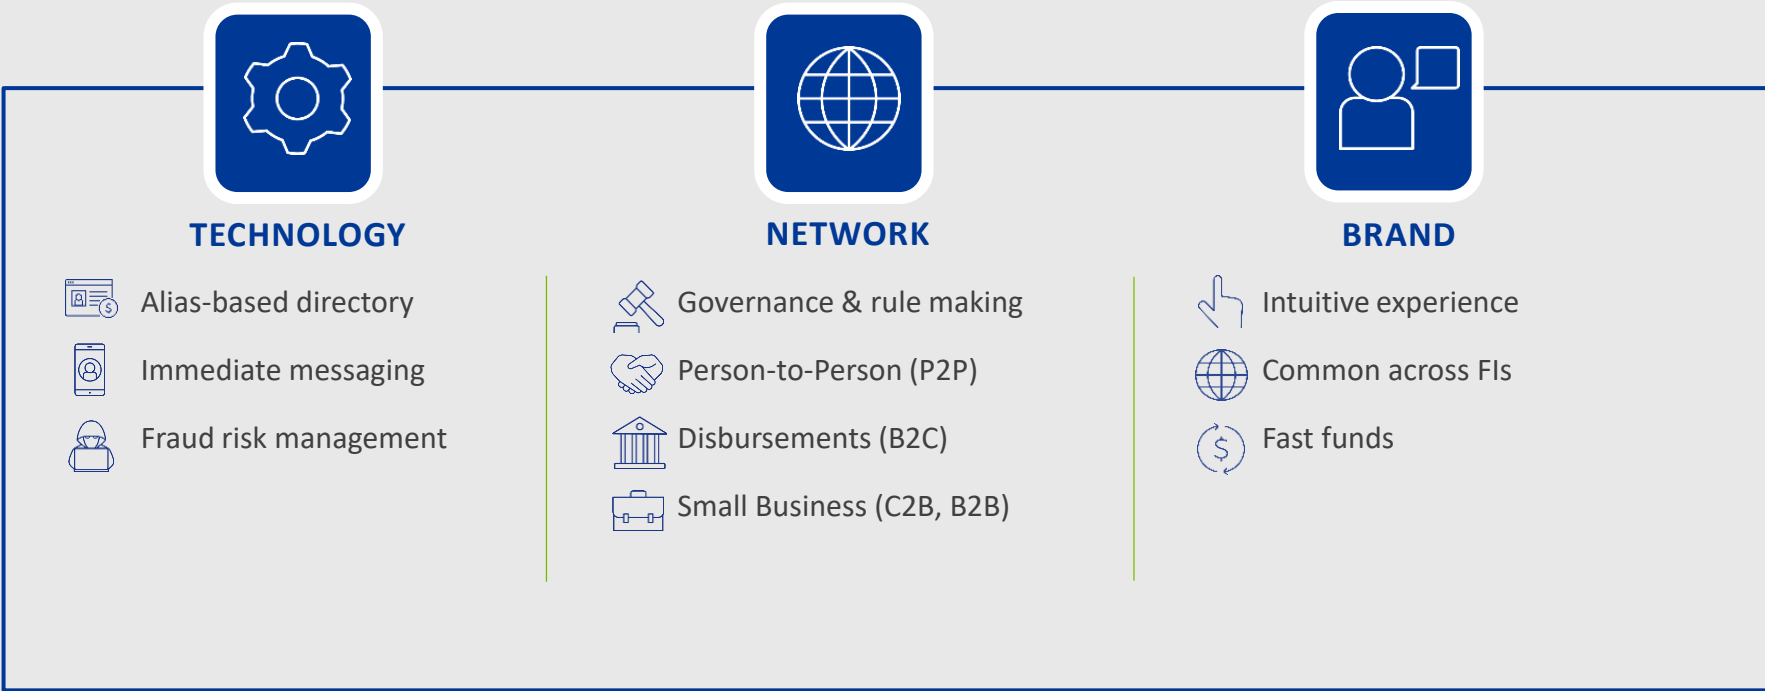 TECHNOLOGY
Alias-based directory
Immediate messaging
Fraud risk management
NETWORK
Governance & rule making
Person-to-Person (P2P)
Disbursements (B2C)
Small Business (C2B, B2B)
BRAND
Intuitive experience
Common across FIs
Fast funds